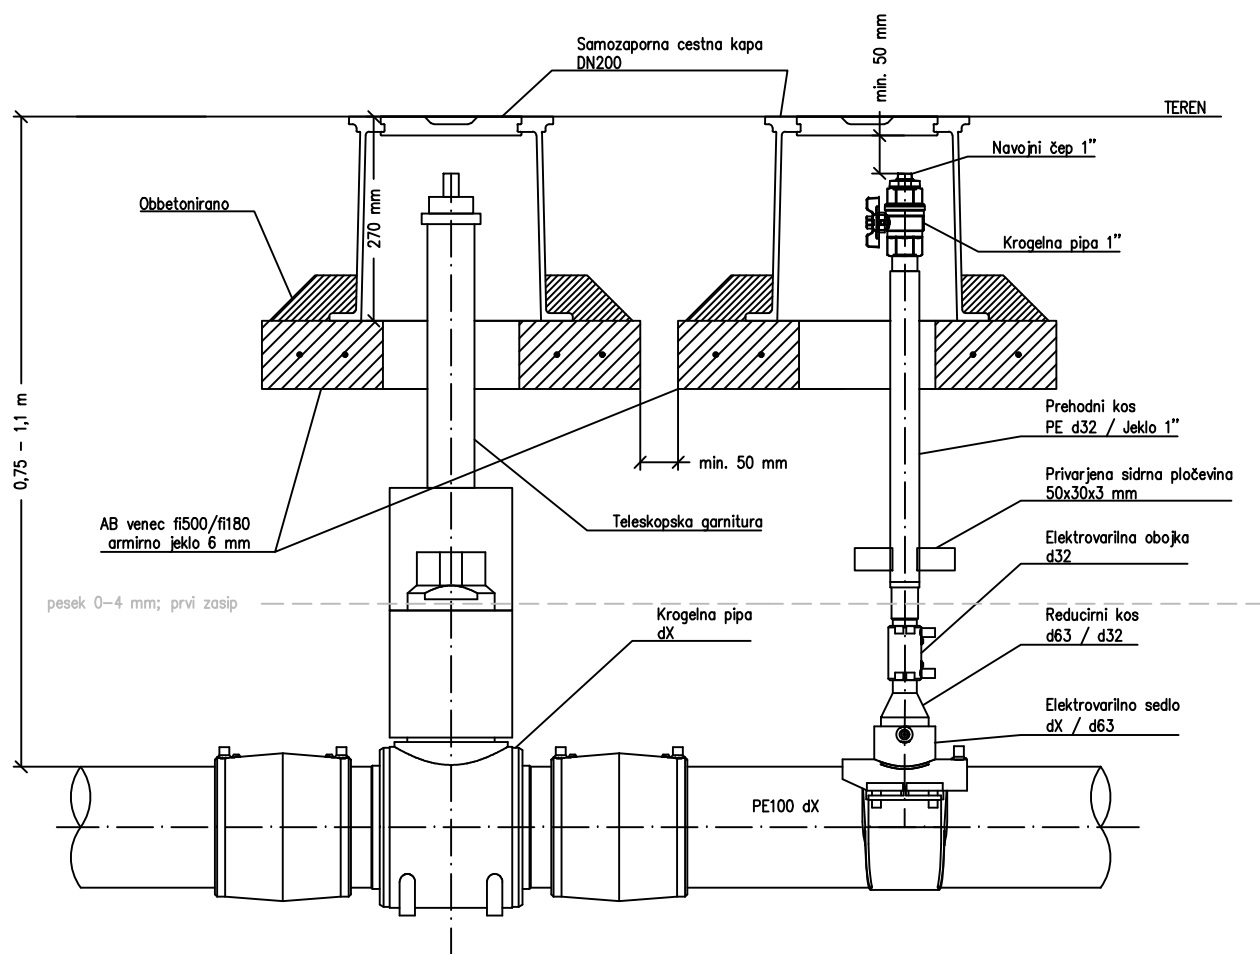 Samozaporna cestna kapa
DN200
min. 50 mm
TEREN
Navojni čep 1”
Obbetonirano
270 mm
Krogelna pipa 1”
0,75 - 1,1 m
Prehodni kos
PE d32 / Jeklo 1”
min. 50 mm
Privarjena sidrna pločevina
50x30x3 mm
AB venec fi500/fi180
armirno jeklo 6 mm
Teleskopska garnitura
Elektrovarilna obojka
d32
pesek 0-4 mm; prvi zasip
Krogelna pipa
dX
Reducirni kos
d63 / d32
Elektrovarilno sedlo
dX / d63
PE100 dX